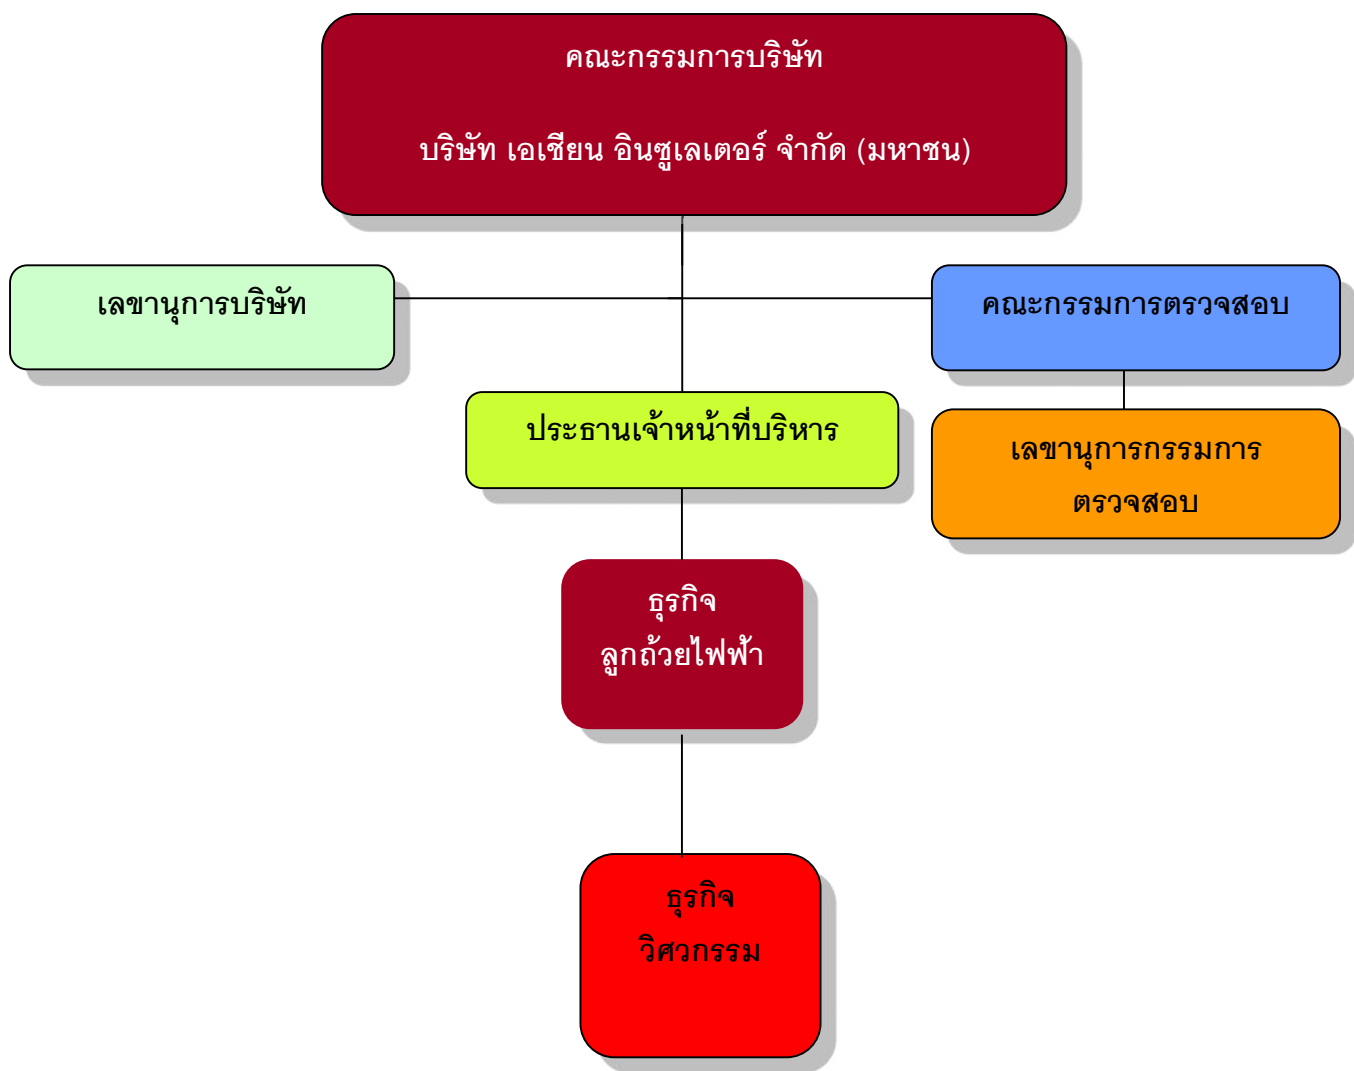 คณะกรรมการบริษัท
บริษัท เอเชียน อินซูเลเตอร์ จำกัด (มหาชน)
เลขานุการบริษัท
คณะกรรมการตรวจสอบ
ประธานเจ้าหน้าที่บริหาร
เลขานุการกรรมการ
ตรวจสอบ
ธุรกิจ
ลูกถ้วยไฟฟ้า
ธุรกิจ
วิศวกรรม